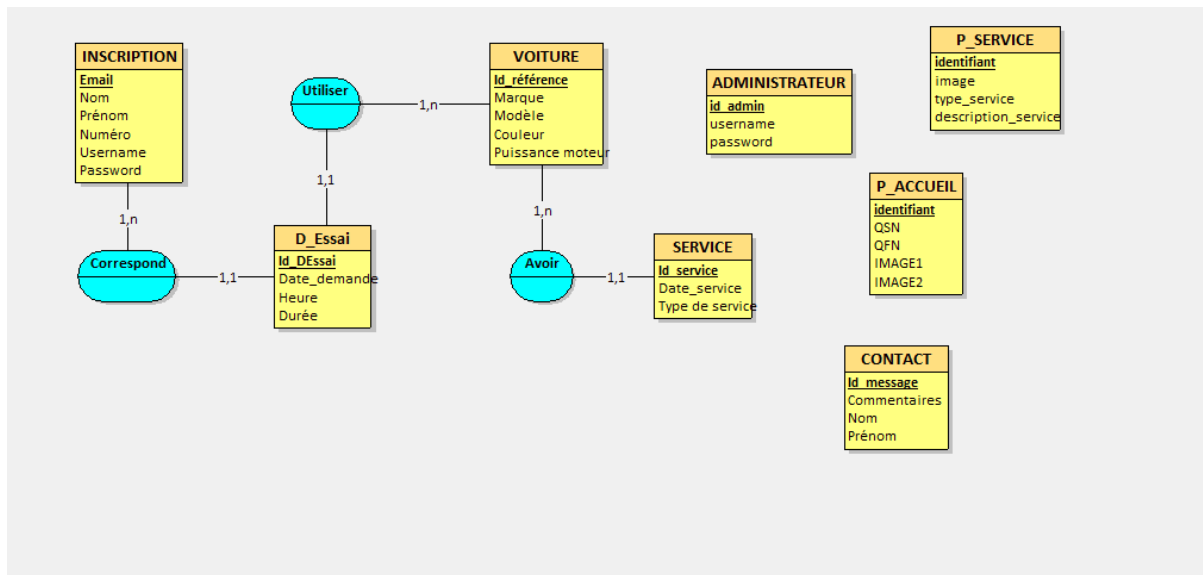 INSCRIPTION
Email
Nom
Prénom
Numéro
Username
Password
1,n
Correspond
1,1
Utiliser
1,n
1,1
D_Essai
Id_DEssai
Date_demande
Heure
Durée
VOITURE
Id_référence
Marque
Modèle
Couleur
Puissance moteur
1,n
Avoir
1,1
SERVICE
Id_service
Date_service
Type de service
ADMINISTRATEUR
id_admin
username
password
P_SERVICE
identifiant
image
type_service
description_service
P_ACCUEIL
identifiant
QSN
QFN
IMAGE1
IMAGE2
CONTACT
Id_message
Commentaires
Nom
Prénom